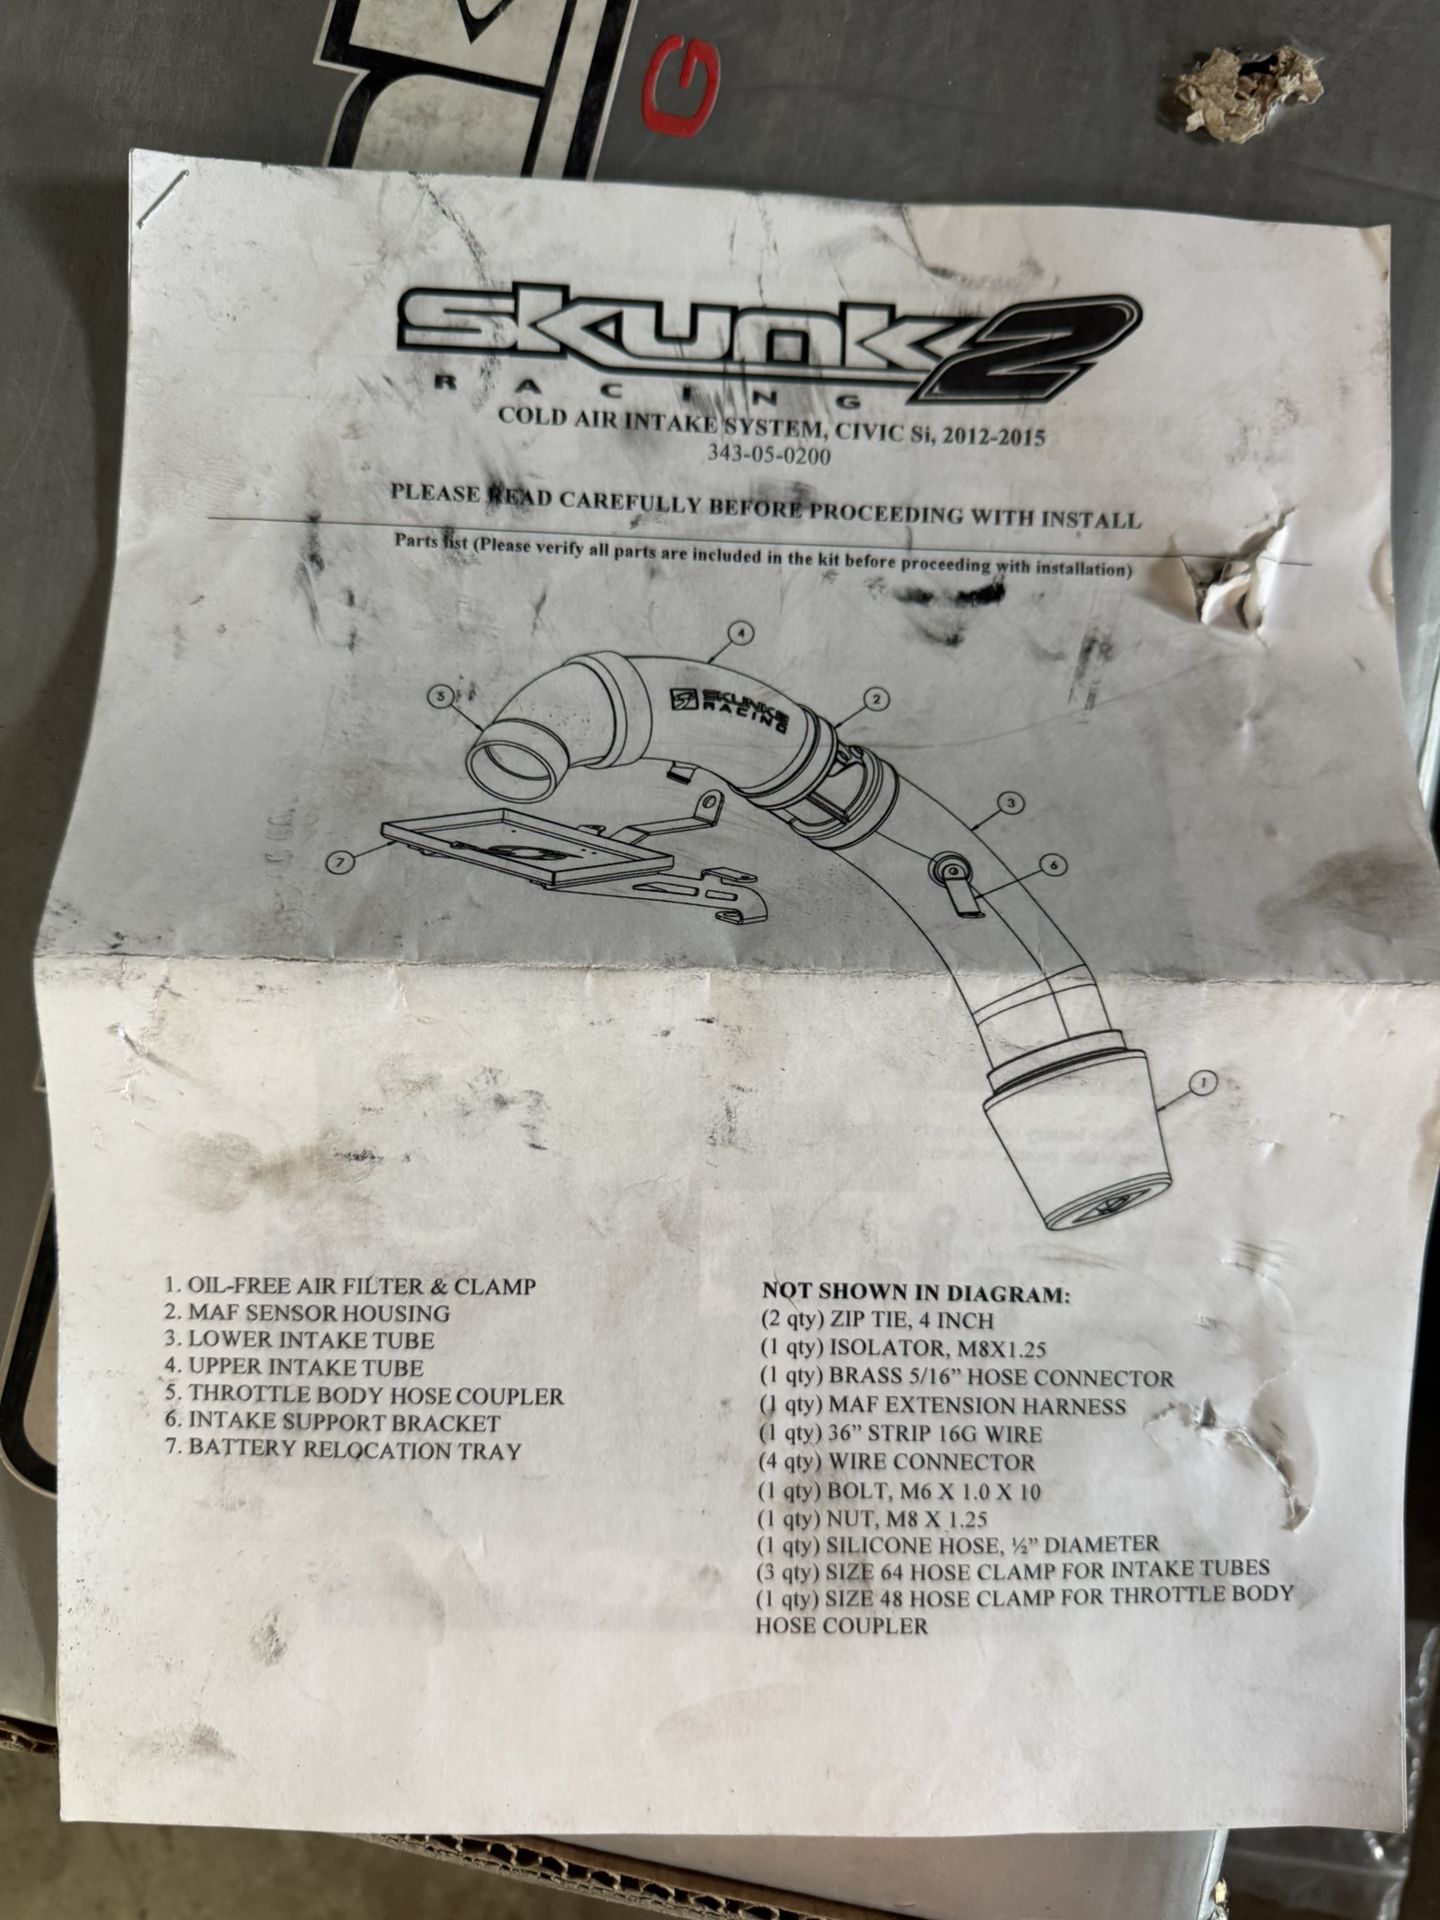 G
SKUNK2
RACING
COLD AIR INTAKE SYSTEM, CIVIC Si, 2012-2015
343-05-0200
PLEASE READ CAREFULLY BEFORE PROCEEDING WITH INSTALL
Parts list (Please verify all parts are included in the kit before proceeding with installation)
4
5
SKUNK2
RACING
2
3
7
6
1
1. OIL-FREE AIR FILTER & CLAMP
2. MAF SENSOR HOUSING
3. LOWER INTAKE TUBE
4. UPPER INTAKE TUBE
5. THROTTLE BODY HOSE COUPLER
6. INTAKE SUPPORT BRACKET
7. BATTERY RELOCATION TRAY
NOT SHOWN IN DIAGRAM:
(2 qty) ZIP TIE, 4 INCH
(1 qty) ISOLATOR, M8X1.25
(1 qty) BRASS 5/16” HOSE CONNECTOR
(1 qty) MAF EXTENSION HARNESS
(1 qty) 36” STRIP 16G WIRE
(4 qty) WIRE CONNECTOR
(1 qty) BOLT, M6 X 1.0 X 10
(1 qty) NUT, M8 X 1.25
(1 qty) SILICONE HOSE, ½” DIAMETER
(3 qty) SIZE 64 HOSE CLAMP FOR INTAKE TUBES
(1 qty) SIZE 48 HOSE CLAMP FOR THROTTLE BODY
HOSE COUPLER